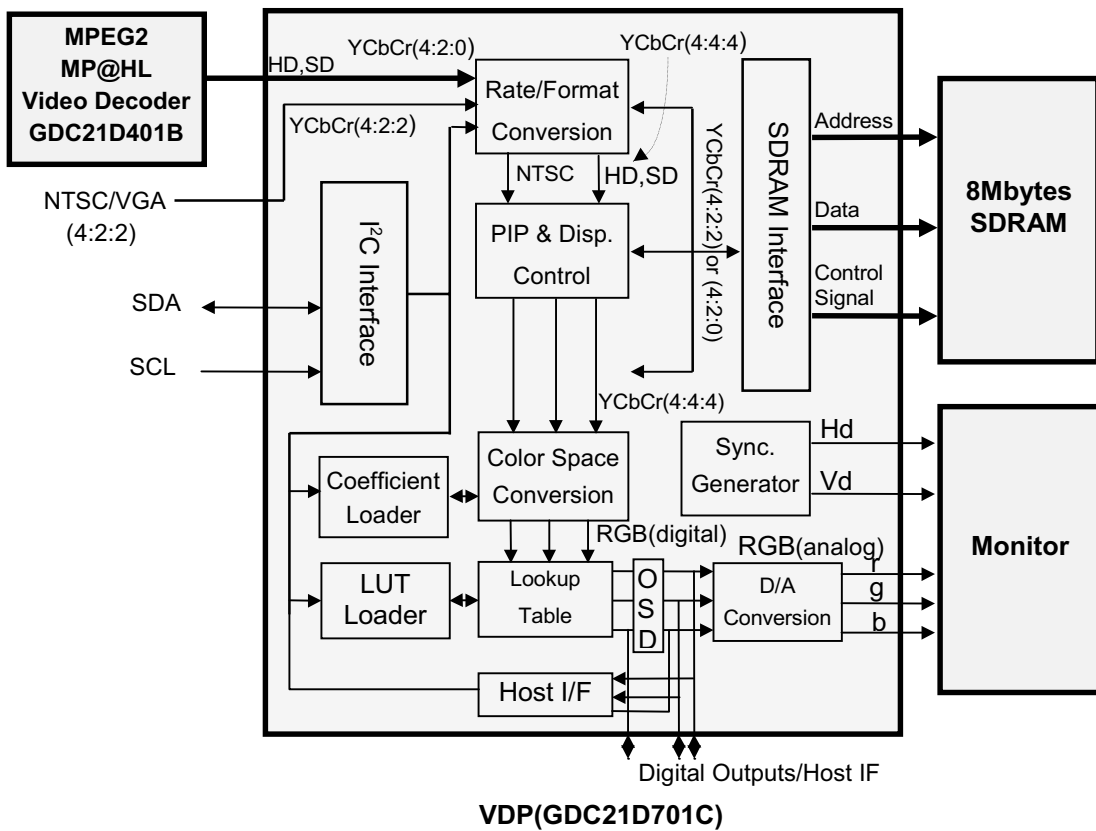 MPEG2
MP@HL
Video Decoder
GDC21D401B
YCbCr(4:2:0)
HD,SD
YCbCr(4:4:4)
YCbCr(4:2:2)
Rate/Format
Conversion
NTSC
HD,SD
YCbCr(4:2:2) or (4:2:0)
SDRAM Interface
Address
Data
Control
Signal
8Mbytes
SDRAM
NTSC/VGA
(4:2:2)
I²C Interface
SDA
SCL
PIP & Disp.
Control
YCbCr(4:4:4)
Color Space
Conversion
Coefficient
Loader
Sync.
Generator
Hd
Vd
Monitor
RGB(digital)
RGB(analog)
LUT
Loader
Lookup
Table
O
S
D
D/A
Conversion
r
g
b
Host I/F
Digital Outputs/Host IF
VDP(GDC21D701C)